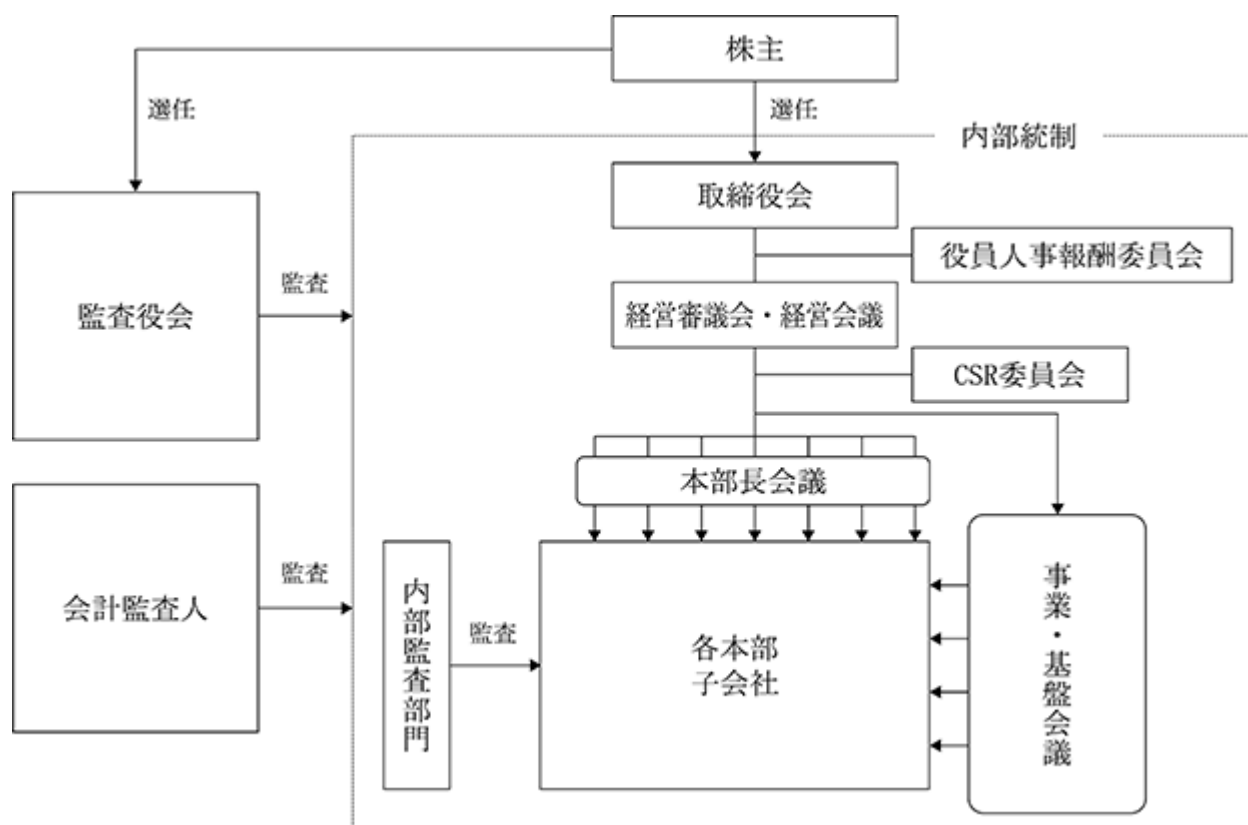 株主
選任
選任
内部統制
取締役会
役員人事報酬委員会
監査役会
監査
経営審議会・経営会議
CSR委員会
本部長会議
会計監査人
監査
内部監査部門
監査
各本部
子会社
事業・基盤会議